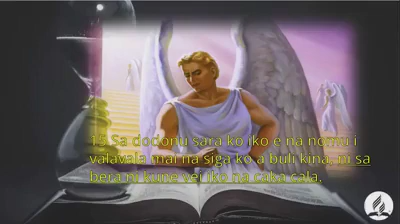 15 Sa dodonu sara ko iko e na nomu i
valavala mai na siga ko a buli kina, ni sa
bera ni kune vei iko na caka cala.